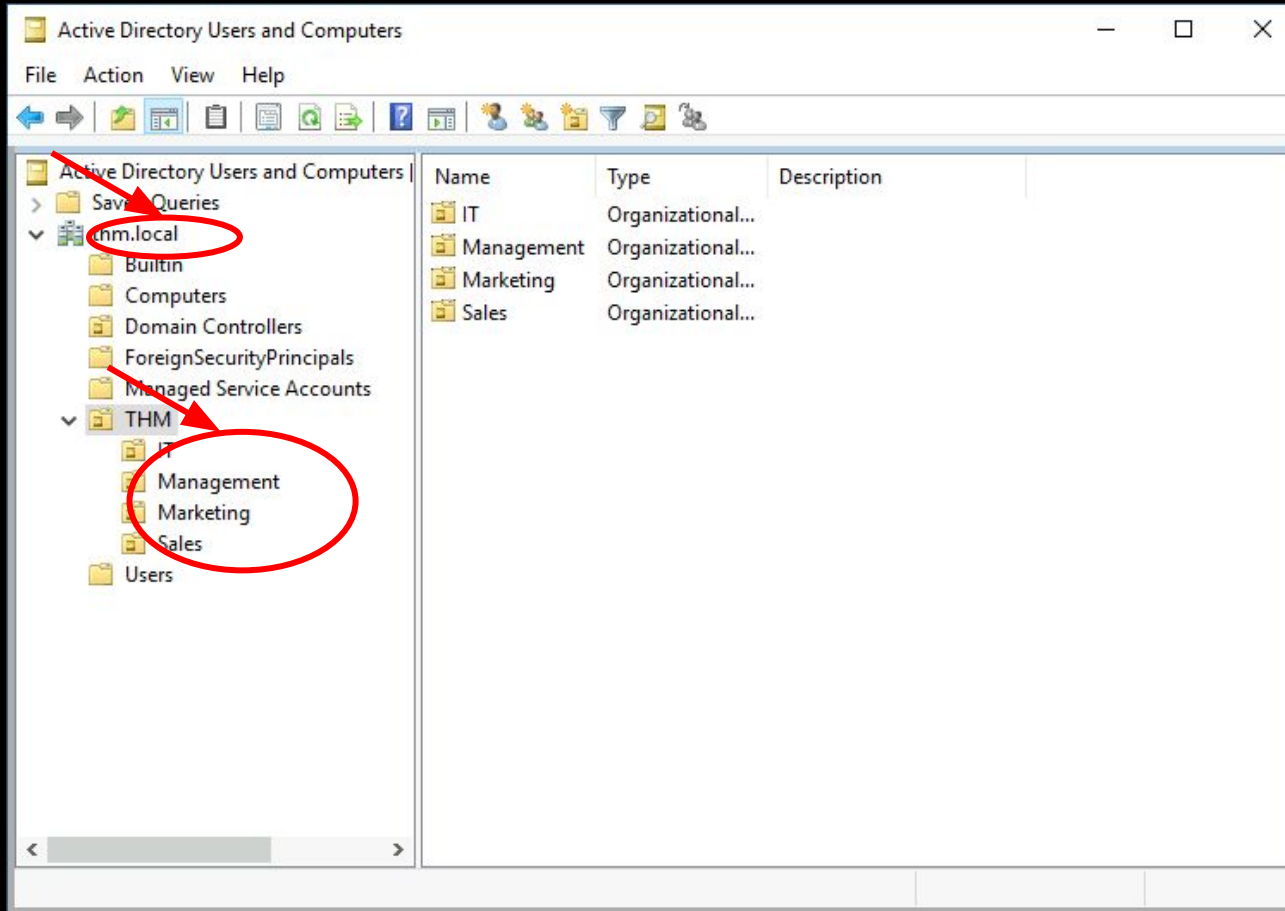 Active Directory Users and Computers
File Action View Help
Active Directory Users and Computers [
Saved Queries
thm.local
Builtin
Computers
Domain Controllers
ForeignSecurityPrincipals
Managed Service Accounts
THM
IT
Management
Marketing
Sales
Users
Name Type Description
IT Organizational...
Management Organizational...
Marketing Organizational...
Sales Organizational...